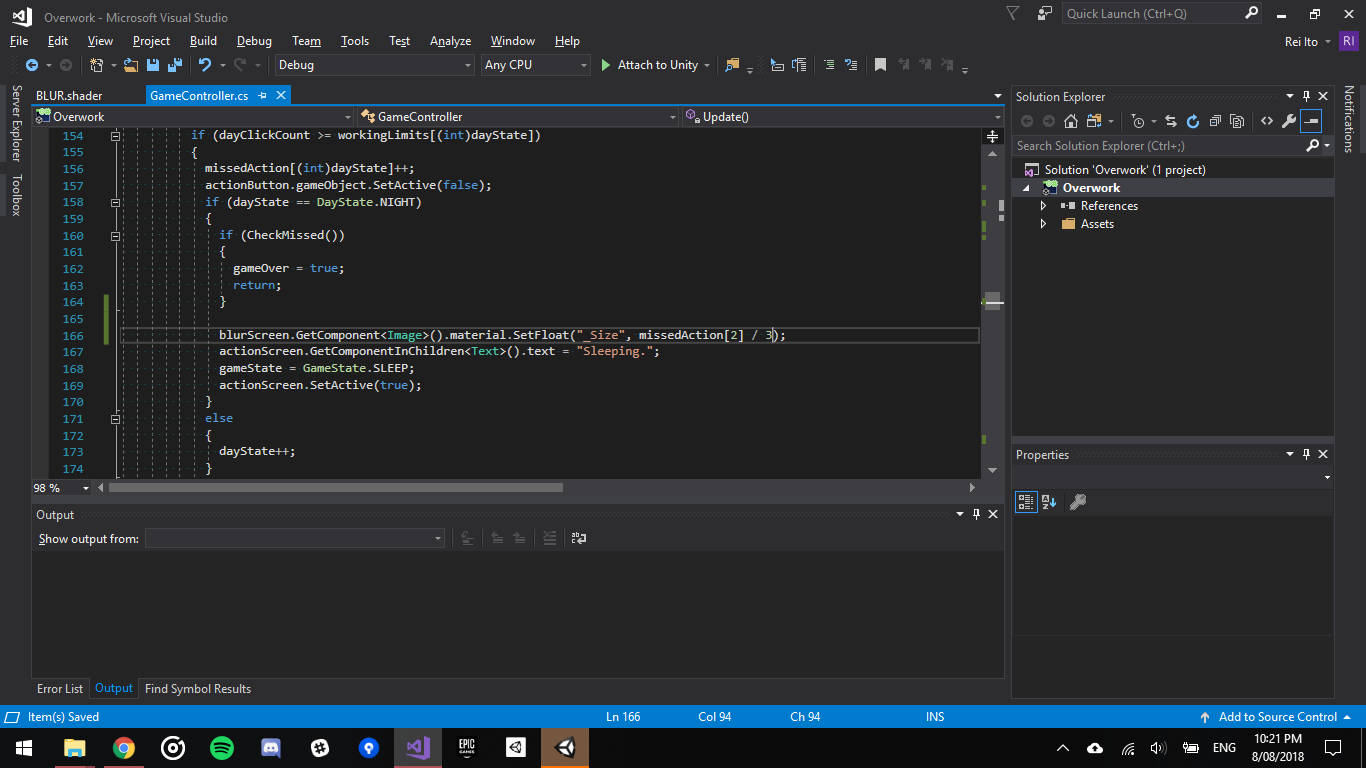 Overwork - Microsoft Visual Studio
Quick Launch (Ctrl+Q)
File Edit View Project Build Debug Team Tools Test Analyze Window Help
Rei Ito RI
Debug Any CPU Attach to Unity
Server Explorer
Toolbox
BLUR.shader GameController.cs
Overwork GameController Update()
154 if (dayClickCount >= workingLimits[(int)dayState])
155 {
156 missedAction[(int)dayState]++;
157 actionButton.gameObject.SetActive(false);
158 if (dayState == DayState.NIGHT)
159 {
160 if (CheckMissed())
161 {
162 gameOver = true;
163 return;
164 }
165
166 blurScreen.GetComponent<Image>().material.SetFloat("_Size", missedAction[2] / 3);
167 actionScreen.GetComponentInChildren<Text>().text = "Sleeping.";
168 gameState = GameState.SLEEP;
169 actionScreen.SetActive(true);
170 }
171 else
172 {
173 dayState++;
174 }
98 %
Output
Show output from:
Error List Output Find Symbol Results
Solution Explorer
Search Solution Explorer (Ctrl+;)
Solution 'Overwork' (1 project)
Overwork
References
Assets
Properties
Notifications
Item(s) Saved Ln 166 Col 94 Ch 94 INS Add to Source Control
EPIC GAMES
ENG
10:21 PM
8/08/2018